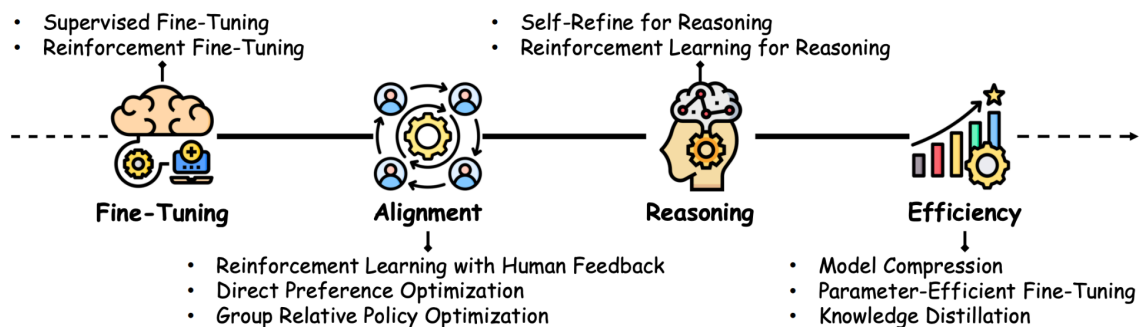 • Supervised Fine-Tuning
• Reinforcement Fine-Tuning
• Self-Refine for Reasoning
• Reinforcement Learning for Reasoning
Fine-Tuning
Alignment
Reasoning
Efficiency
• Reinforcement Learning with Human Feedback
• Direct Preference Optimization
• Group Relative Policy Optimization
• Model Compression
• Parameter-Efficient Fine-Tuning
• Knowledge Distillation